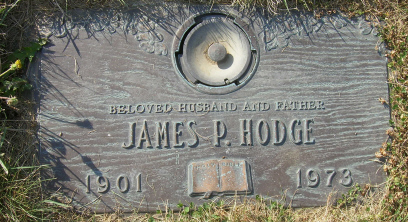 BELOVED HUSBAND AND FATHER
JAMES P. HODGE
1901 1973